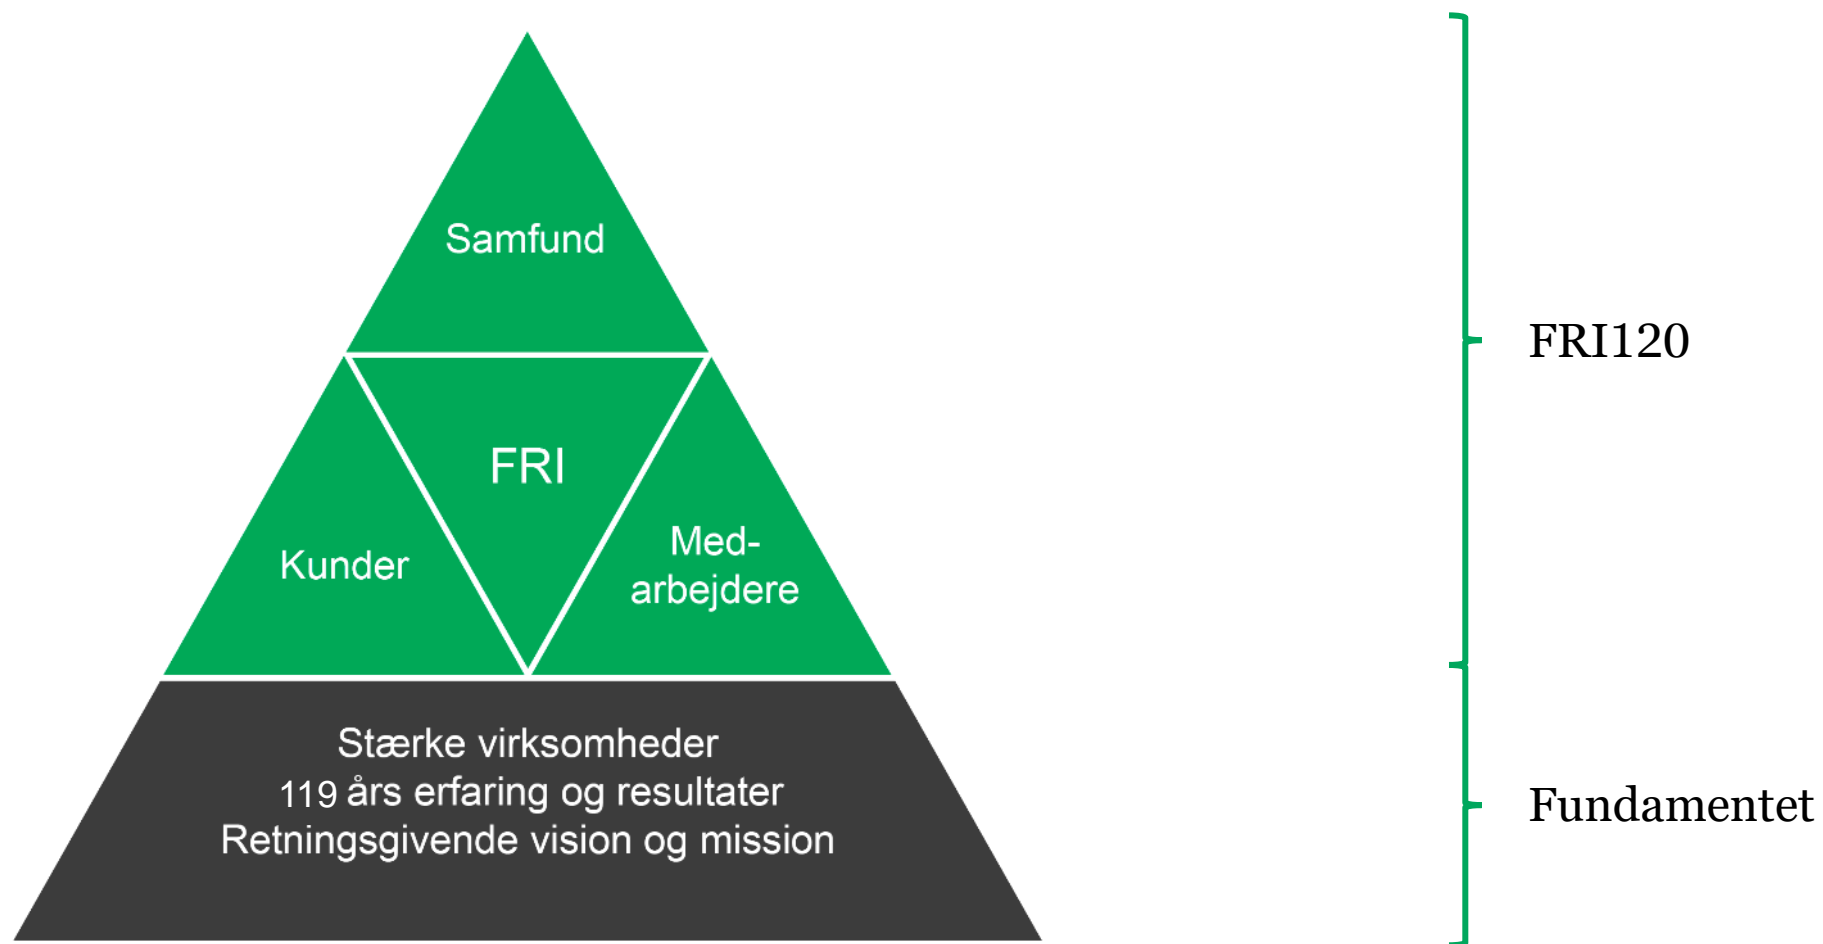 Samfund
FRI120
FRI
Kunder
Med-
arbejdere
Stærke virksomheder
119 års erfaring og resultater
Retningsgivende vision og mission
Fundamentet